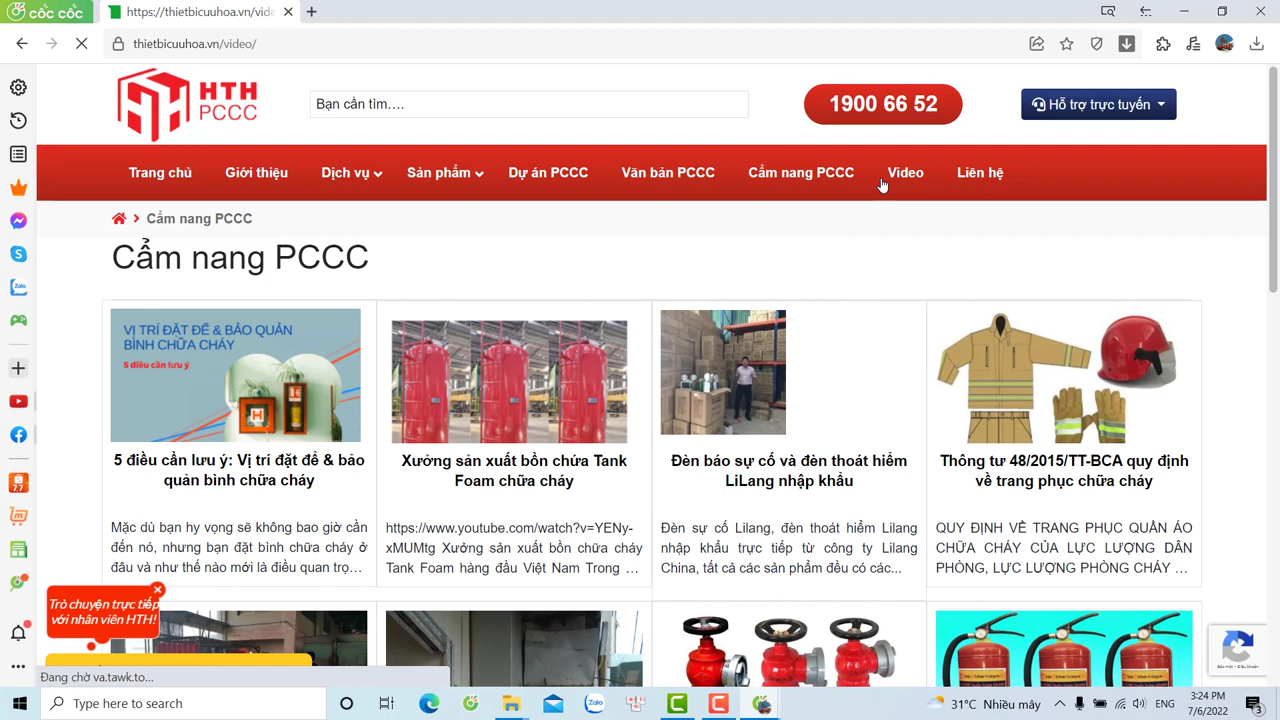 cốc cốc
https://thietbicuuhoa.vn/vide
thietbicuuhoa.vn/video/
HTH
PCCC
Bạn cần tìm....
1900 66 52
Hỗ trợ trực tuyến
Trang chủ
Giới thiệu
Dịch vụ
Sản phẩm
Dự án PCCC
Văn bản PCCC
Cẩm nang PCCC
Video
Liên hệ
Cẩm nang PCCC
Cẩm nang PCCC
VỊ TRÍ ĐẶT ĐỂ & BẢO QUẢN
BÌNH CHỮA CHÁY
5 điều cần lưu ý
5 điều cần lưu ý: Vị trí đặt để & bảo
quản bình chữa cháy
Mặc dù bạn hy vọng sẽ không bao giờ cần
đến nó, nhưng bạn đặt bình chữa cháy ở
đâu và như thế nào mới là điều quan trọ...
Xưởng sản xuất bồn chứa Tank
Foam chữa cháy
https://www.youtube.com/watch?v=YENy-
xMUMtg Xưởng sản xuất bồn chữa cháy
Tank Foam hàng đầu Việt Nam Trong ...
Đèn báo sự cố và đèn thoát hiểm
LiLang nhập khẩu
Đèn sự cố Lilang, đèn thoát hiểm Lilang
nhập khẩu trực tiếp từ công ty Lilang
China, tất cả các sản phẩm đều có các...
Thông tư 48/2015/TT-BCA quy định
về trang phục chữa cháy
QUY ĐỊNH VỀ TRANG PHỤC QUẦN ÁO
CHỮA CHÁY CỦA LỰC LƯỢNG DÂN
PHÒNG, LỰC LƯỢNG PHÒNG CHÁY ...
Trò chuyện trực tiếp
với nhân viên HTH!
Đang chờ va.tawk.to...
Bảo mật - Điều khoản
Zalo
7.7
Type here to search
Zalo
31°C Nhiều mây
ENG
3:24 PM
7/6/2022
3